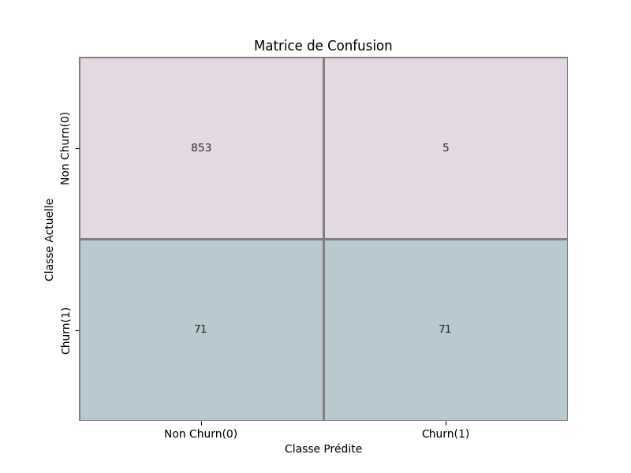 Matrice de Confusion
Classe Actuelle
Non Churn(0)
853
5
Churn(1)
71
71
Non Churn(0)
Churn(1)
Classe Prédite